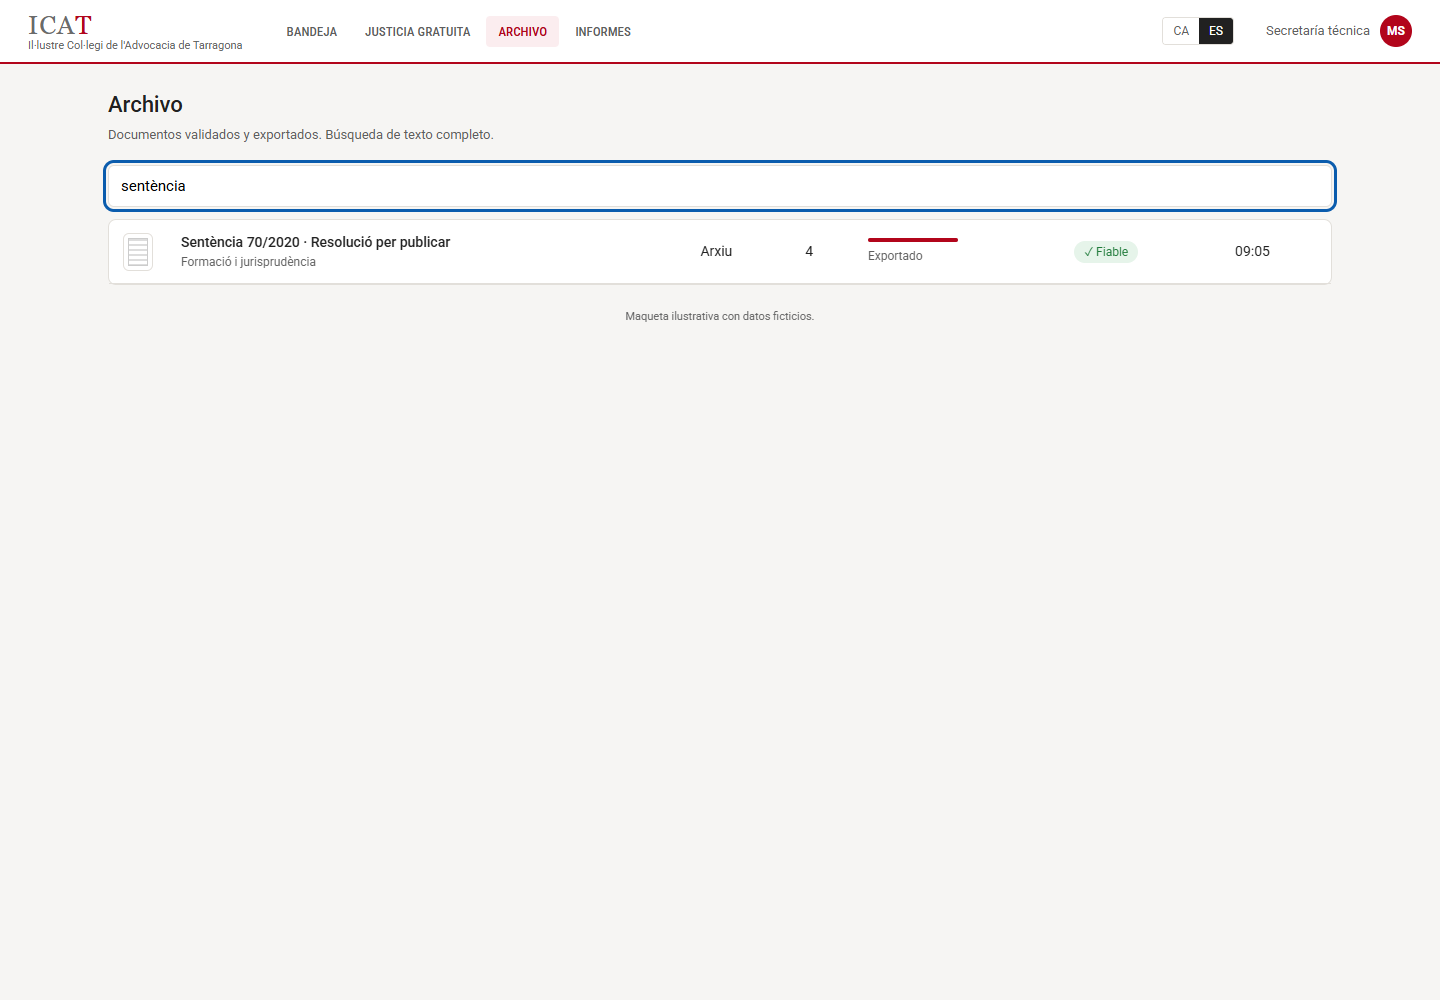 ICAT
Il·lustre Col·legi de l'Advocacia de Tarragona
BANDEJA JUSTICIA GRATUITA ARCHIVO INFORMES
CA ES
Secretaría técnica MS
Archivo
Documentos validados y exportados. Búsqueda de texto completo.
sentència
Sentència 70/2020 · Resolució per publicar
Formació i jurisprudència
Arxiu 4 Exportado ✓ Fiable 09:05
Maqueta ilustrativa con datos ficticios.